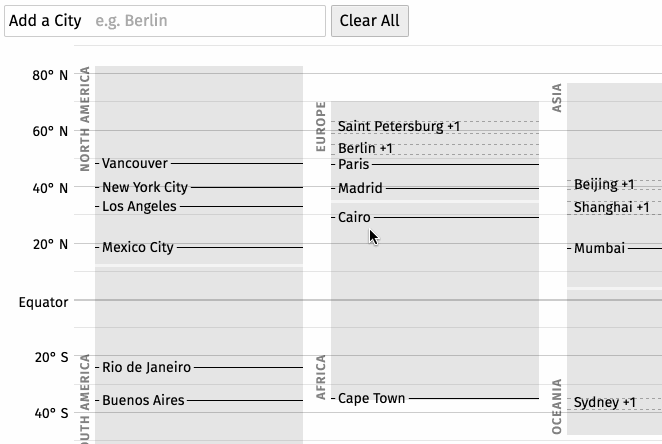 Add a City e.g. Berlin Clear All
80° N
60° N
40° N
20° N
Equator
20° S
40° S
NORTH AMERICA
Vancouver
New York City
Los Angeles
Mexico City
OUTH AMERICA
Rio de Janeiro
Buenos Aires
EUROPE
Saint Petersburg +1
Berlin +1
Paris
Madrid
AFRICA
Cairo
Cape Town
ASIA
Beijing +1
Shanghai +1
Mumbai
OCEANIA
Sydney +1